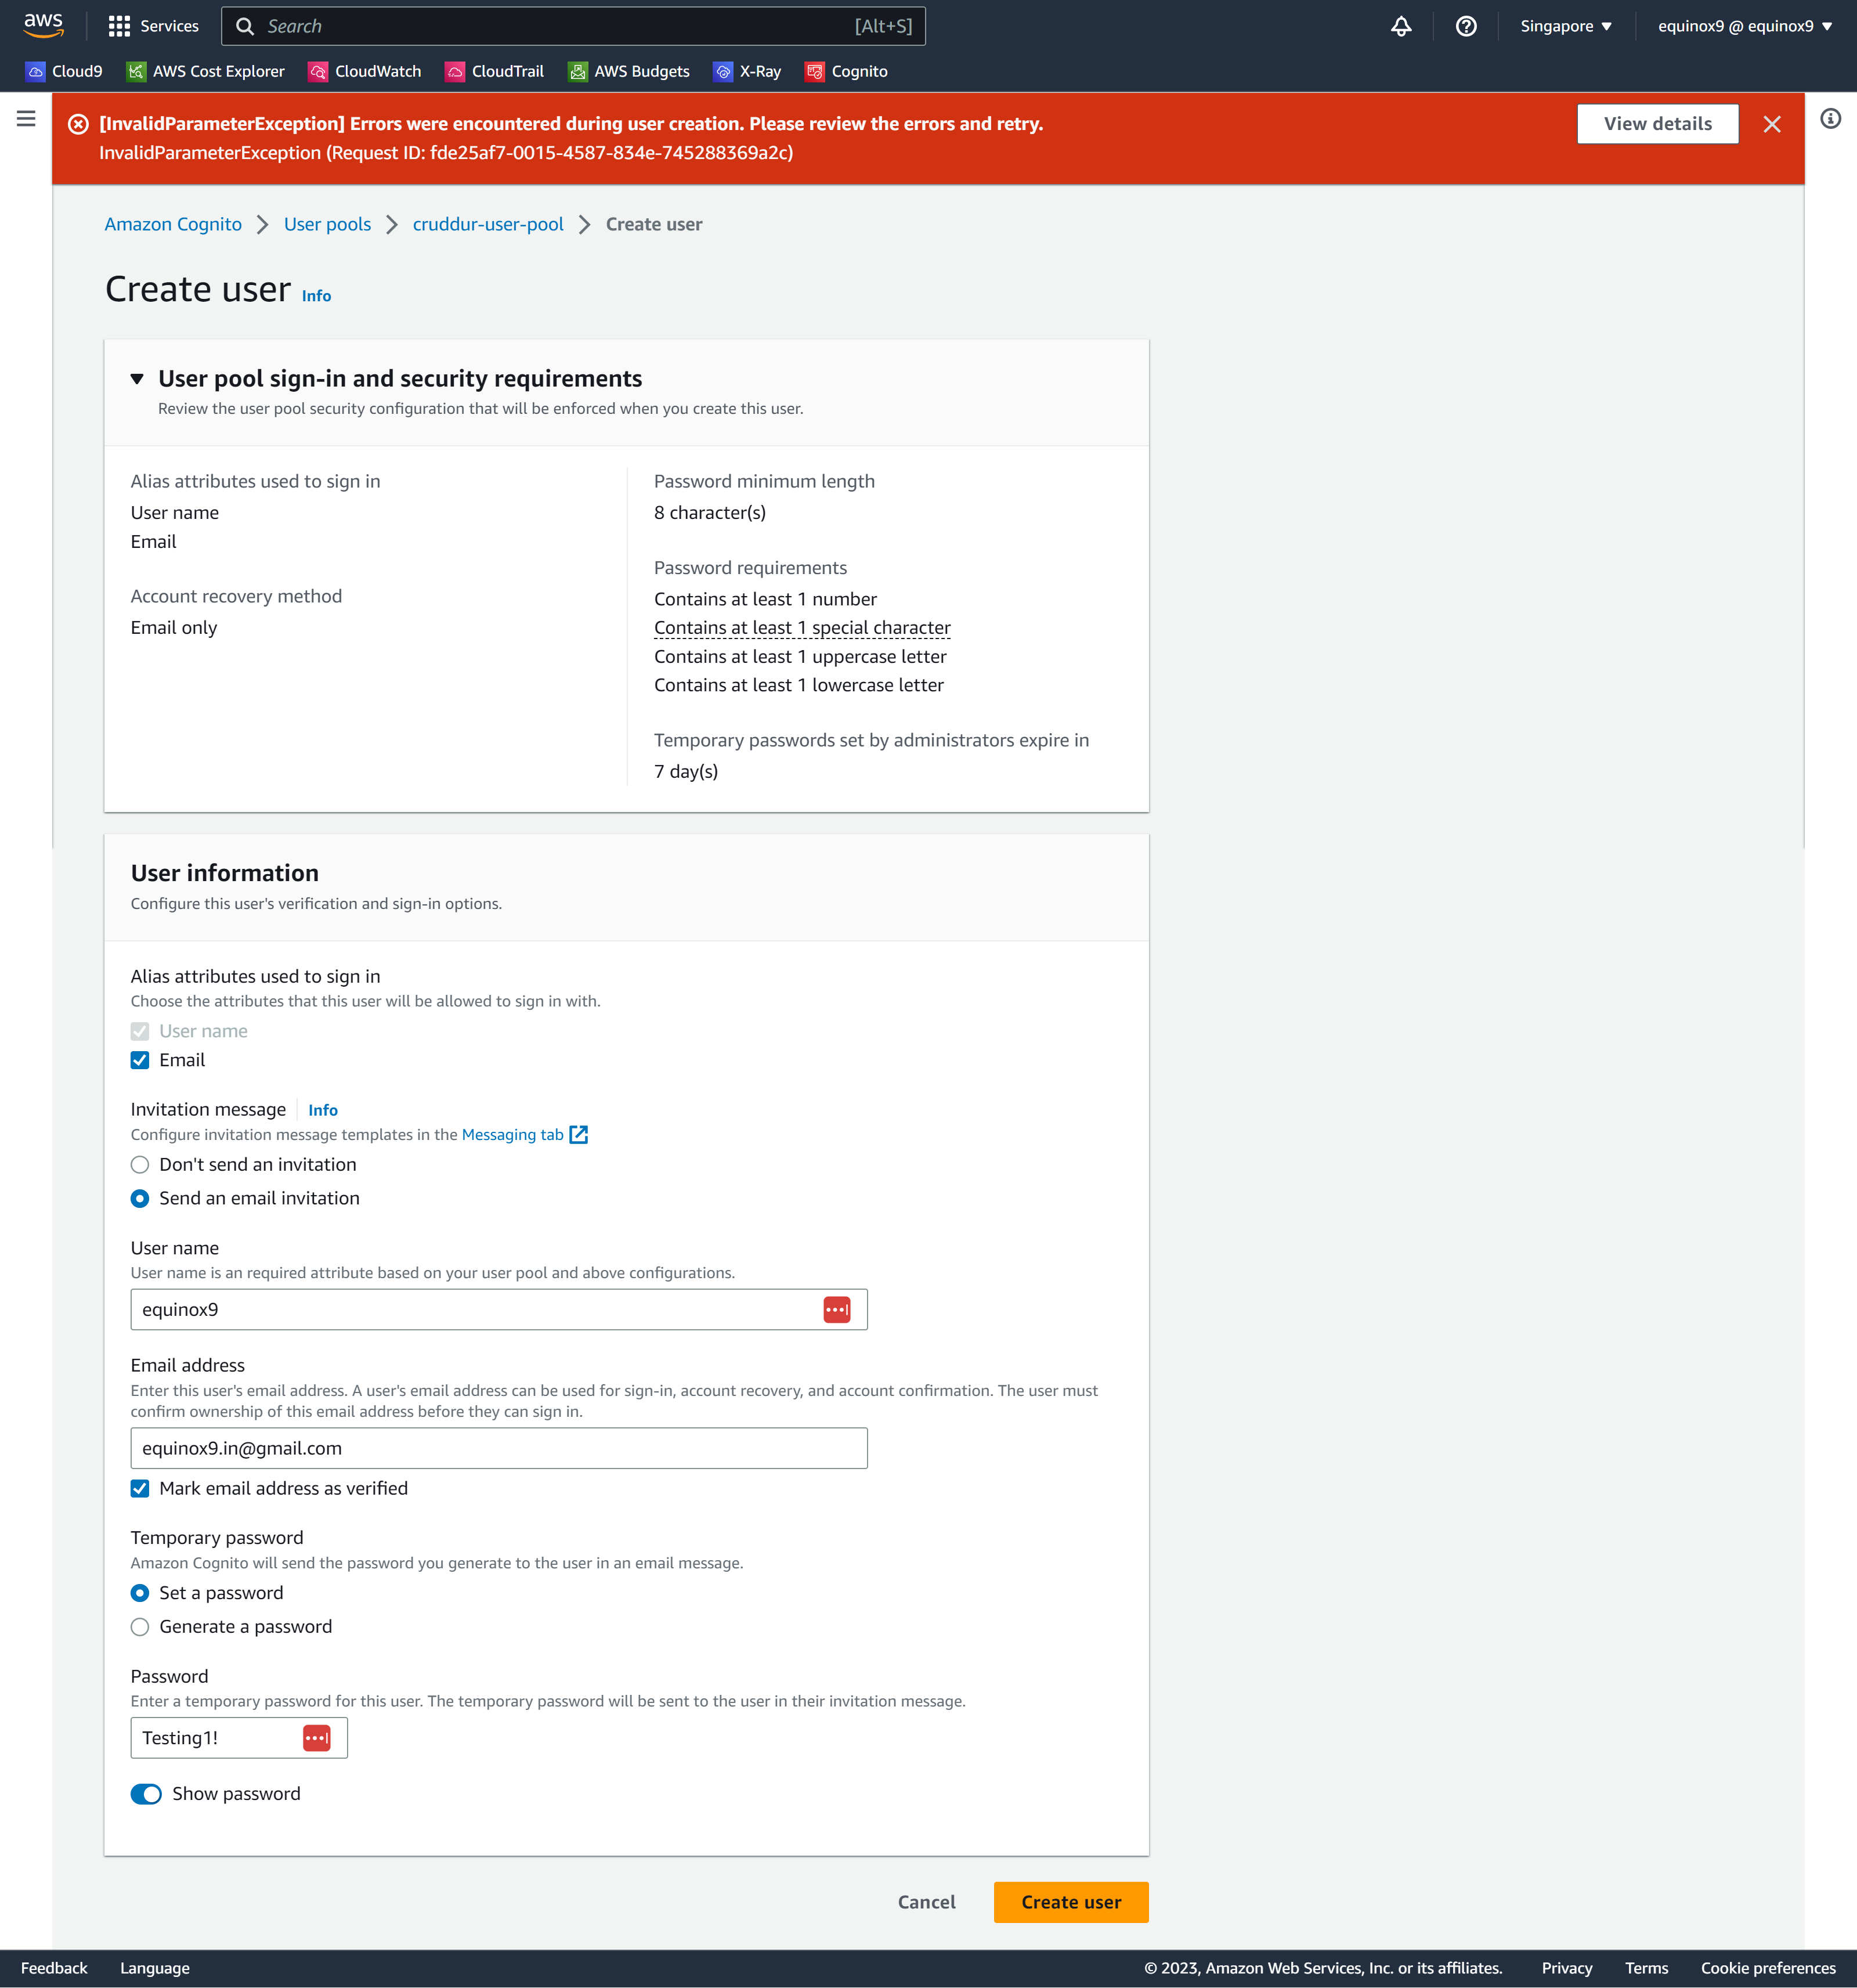 aws
Services
Search [Alt+S]
Singapore ▼
equinox9 @ equinox9 ▼
Cloud9
AWS Cost Explorer
CloudWatch
CloudTrail
AWS Budgets
X-Ray
Cognito
[InvalidParameterException] Errors were encountered during user creation. Please review the errors and retry.
InvalidParameterException (Request ID: fde25af7-0015-4587-834e-745288369a2c)
View details
Amazon Cognito > User pools > cruddur-user-pool > Create user
Create user Info
User pool sign-in and security requirements
Review the user pool security configuration that will be enforced when you create this user.
Alias attributes used to sign in
User name
Email
Account recovery method
Email only
Password minimum length
8 character(s)
Password requirements
Contains at least 1 number
Contains at least 1 special character
Contains at least 1 uppercase letter
Contains at least 1 lowercase letter
Temporary passwords set by administrators expire in
7 day(s)
User information
Configure this user's verification and sign-in options.
Alias attributes used to sign in
Choose the attributes that this user will be allowed to sign in with.
User name
Email
Invitation message Info
Configure invitation message templates in the Messaging tab
Don't send an invitation
Send an email invitation
User name
User name is an required attribute based on your user pool and above configurations.
equinox9
Email address
Enter this user's email address. A user's email address can be used for sign-in, account recovery, and account confirmation. The user must
confirm ownership of this email address before they can sign in.
equinox9.in@gmail.com
Mark email address as verified
Temporary password
Amazon Cognito will send the password you generate to the user in an email message.
Set a password
Generate a password
Password
Enter a temporary password for this user. The temporary password will be sent to the user in their invitation message.
Testing1!
Show password
Cancel
Create user
Feedback
Language
© 2023, Amazon Web Services, Inc. or its affiliates.
Privacy
Terms
Cookie preferences